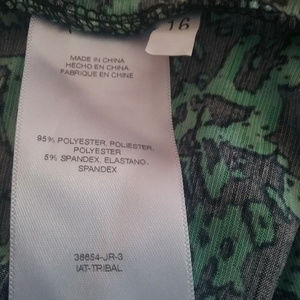 16
MADE IN CHINA
HECHO EN CHINA
FABRIQUE EN CHINE
95% POLYESTER, POLIESTER,
POLYESTER
5% SPANDEX, ELASTANO,
SPANDEX
38654-JR-3
IAT-TRIBAL